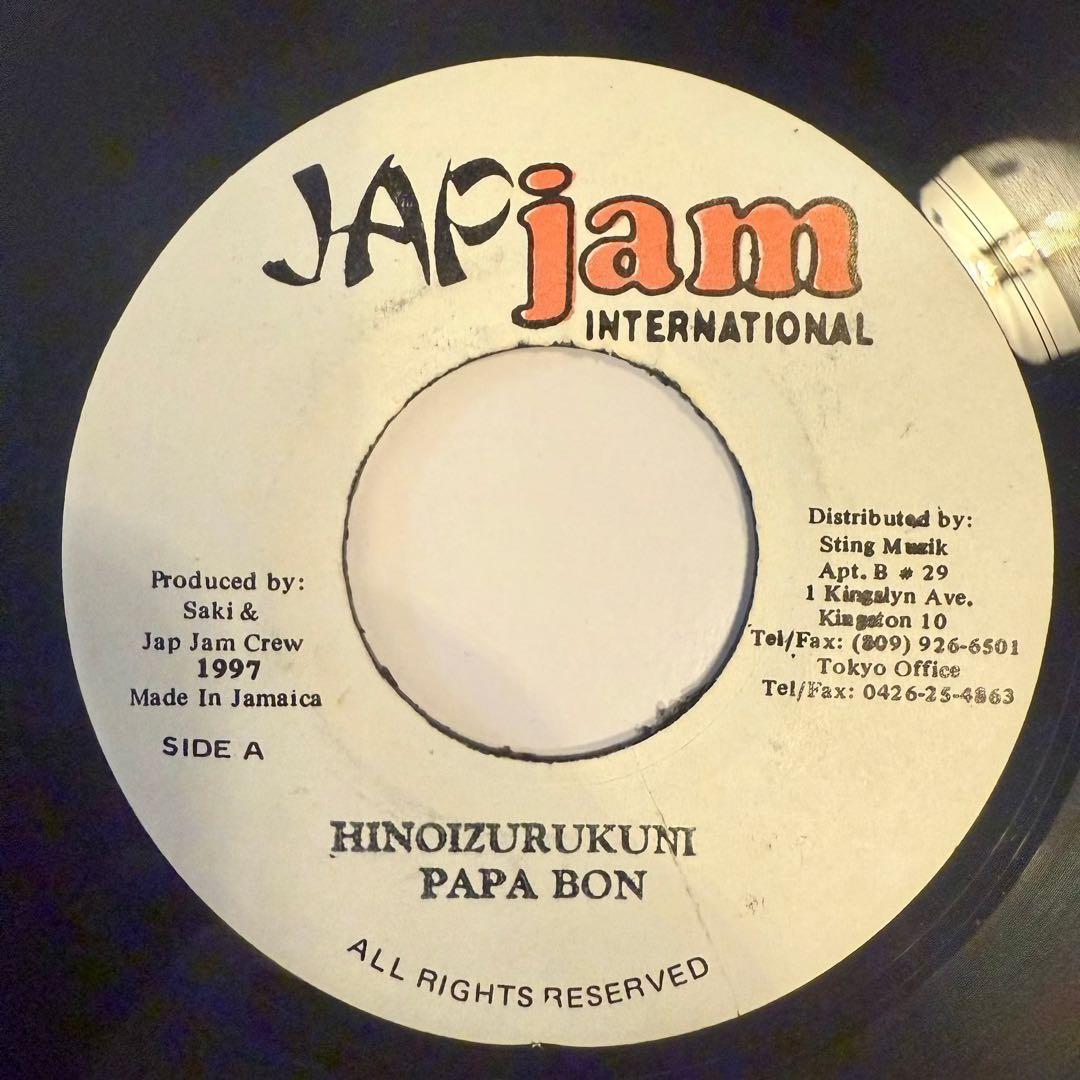 JAP jam
INTERNATIONAL
Produced by:
Saki &
Jap Jam Crew
1997
Made In Jamaica
SIDE A
Distributed by:
Sting Muzik
Apt. B # 29
1 Kingslyn Ave.
Kingston 10
Tel/Fax: (809) 926-6501
Tokyo Office
Tel/Fax: 0426-25-4863
HINOIZURUKUNI
PAPA BON
ALL RIGHTS RESERVED